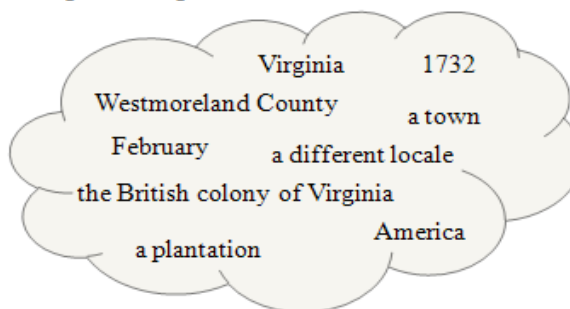 Virginia 1732
Westmoreland County
a town
February
a different locale
the British colony of Virginia
America
a plantation